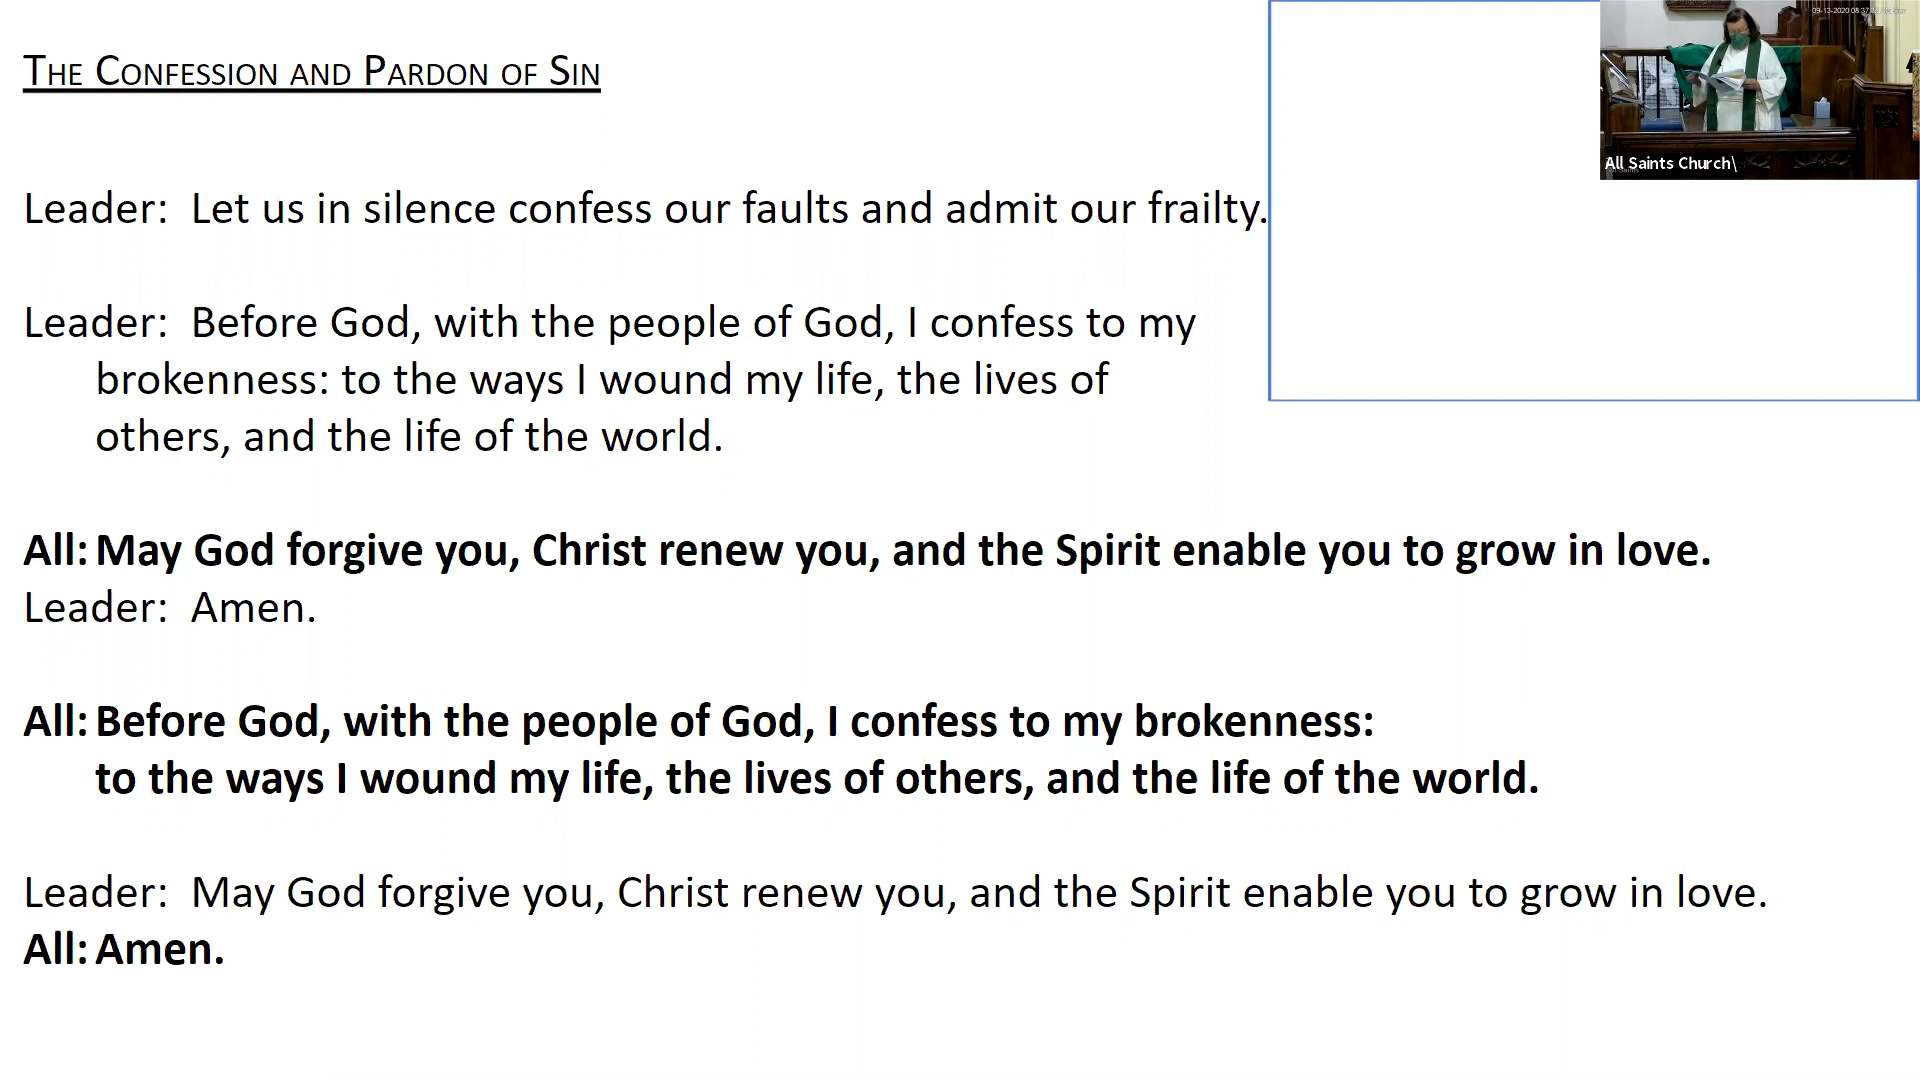 THE CONFESSION AND PARDON OF SIN
Leader: Let us in silence confess our faults and admit our frailty.
Leader: Before God, with the people of God, I confess to my
brokenness: to the ways I wound my life, the lives of
others, and the life of the world.
All: May God forgive you, Christ renew you, and the Spirit enable you to grow in love.
Leader: Amen.
All: Before God, with the people of God, I confess to my brokenness:
to the ways I wound my life, the lives of others, and the life of the world.
Leader: May God forgive you, Christ renew you, and the Spirit enable you to grow in love.
All: Amen.
09-13-2020
All Saints Church\